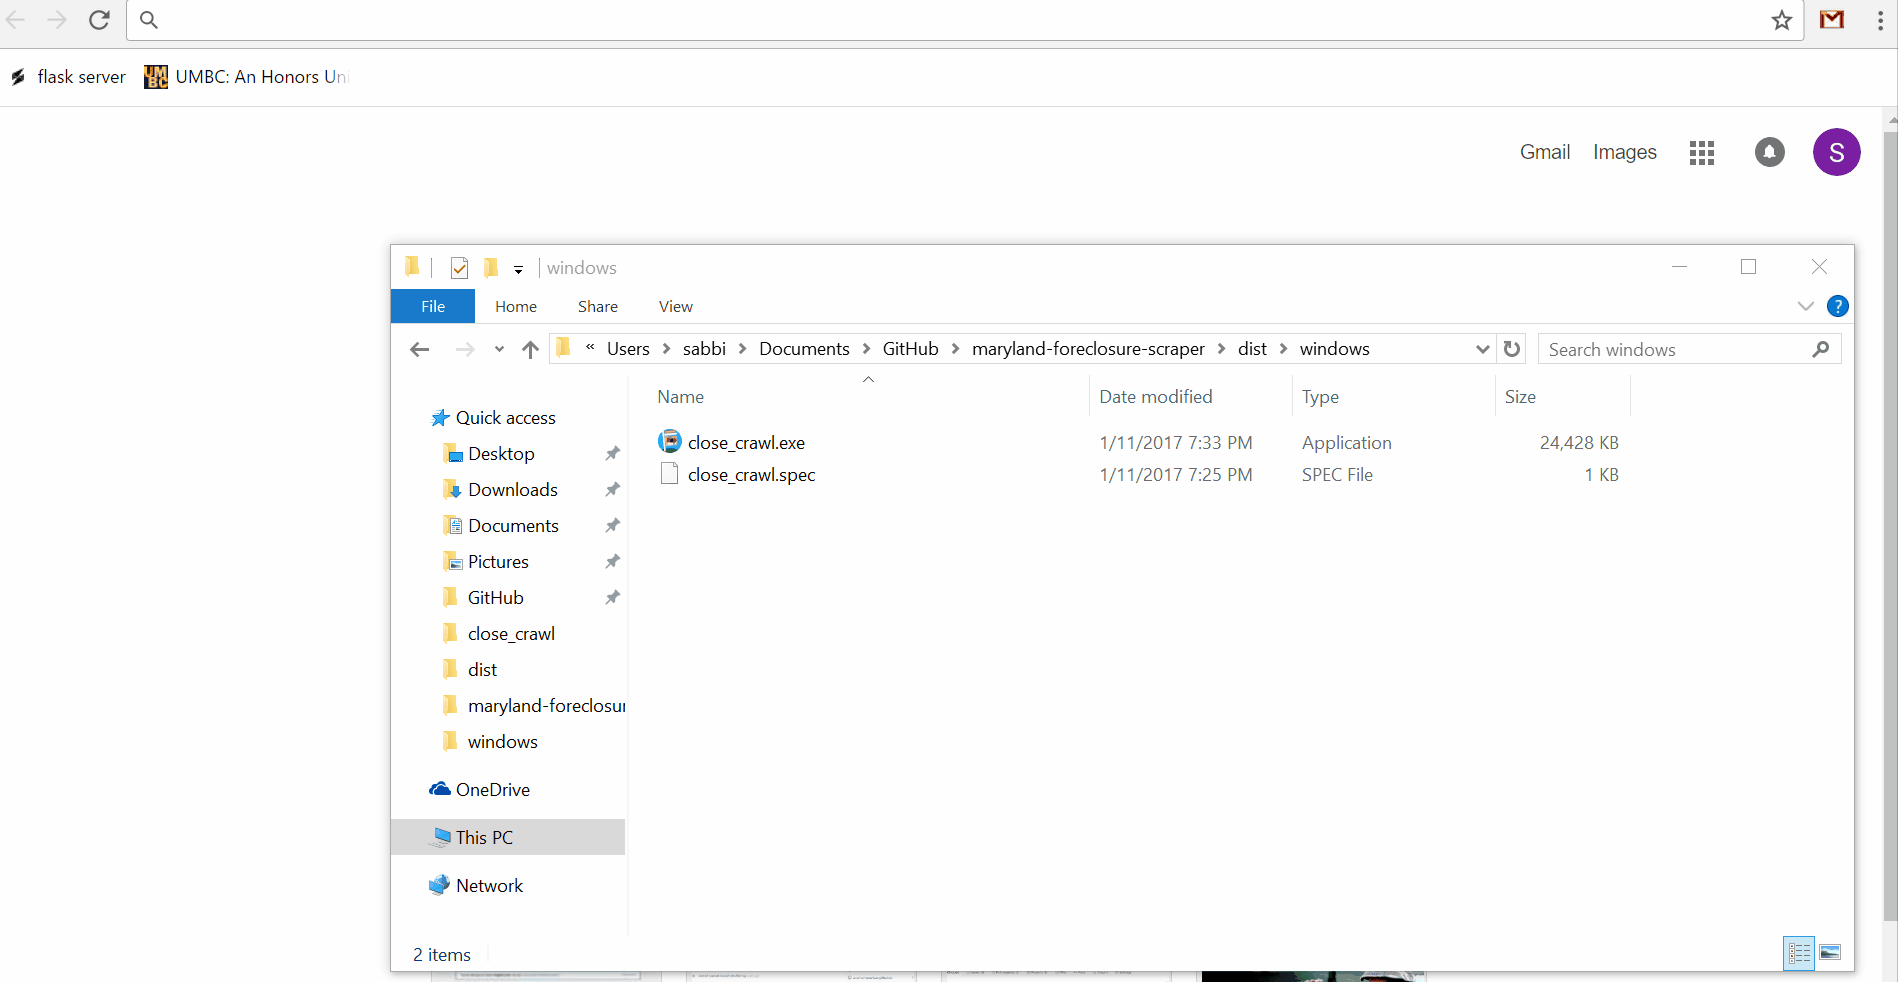 flask server
UMBC: An Honors Uni
Gmail Images
S
windows
File Home Share View
?
« Users > sabbi > Documents > GitHub > maryland-foreclosure-scraper > dist > windows
Search windows
Name Date modified Type Size
close_crawl.exe 1/11/2017 7:33 PM Application 24,428 KB
close_crawl.spec 1/11/2017 7:25 PM SPEC File 1 KB
Quick access
Desktop
Downloads
Documents
Pictures
GitHub
close_crawl
dist
maryland-foreclosur
windows
OneDrive
This PC
Network
2 items